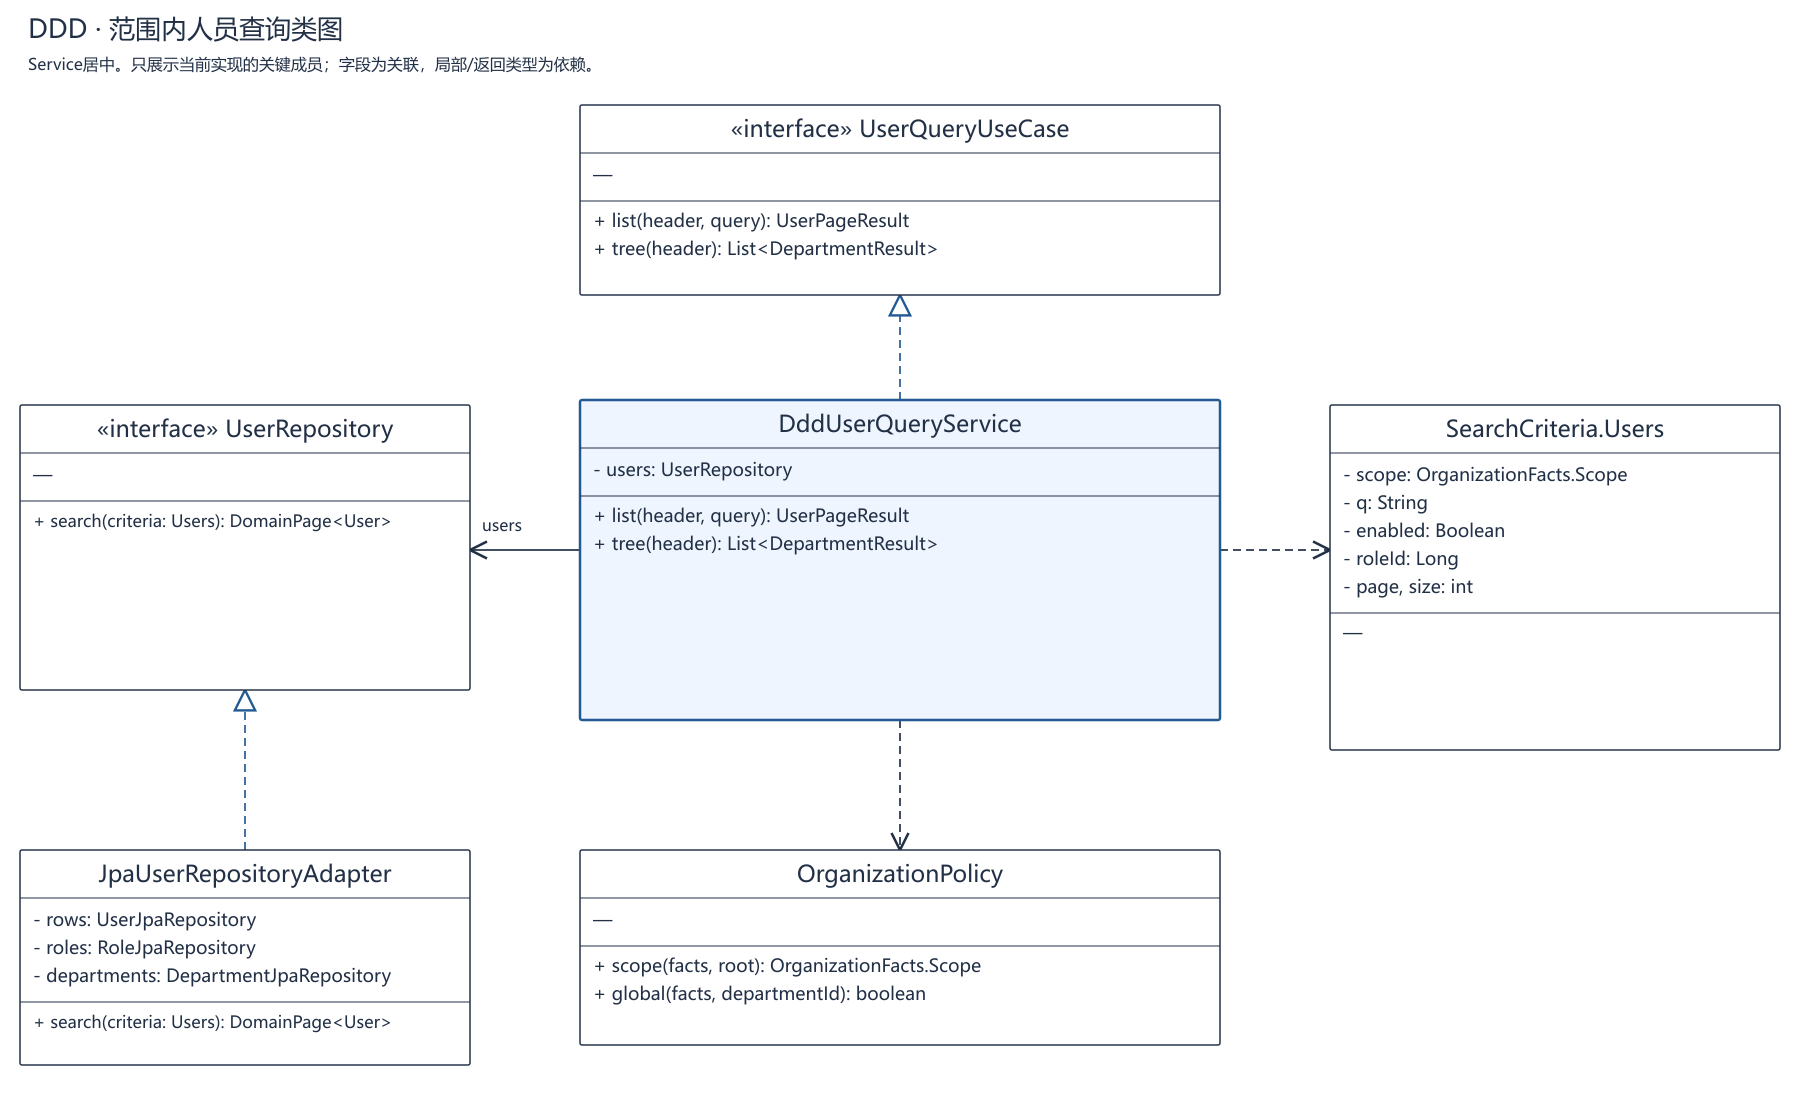 DDD · 范围内人员查询类图
Service居中。只展示当前实现的关键成员；字段为关联，局部/返回类型为依赖。
«interface» UserQueryUseCase
—
+ list(header, query): UserPageResult
+ tree(header): List<DepartmentResult>
«interface» UserRepository
—
+ search(criteria: Users): DomainPage<User>
users
DddUserQueryService
- users: UserRepository
+ list(header, query): UserPageResult
+ tree(header): List<DepartmentResult>
SearchCriteria.Users
- scope: OrganizationFacts.Scope
- q: String
- enabled: Boolean
- roleId: Long
- page, size: int
—
JpaUserRepositoryAdapter
- rows: UserJpaRepository
- roles: RoleJpaRepository
- departments: DepartmentJpaRepository
+ search(criteria: Users): DomainPage<User>
OrganizationPolicy
—
+ scope(facts, root): OrganizationFacts.Scope
+ global(facts, departmentId): boolean